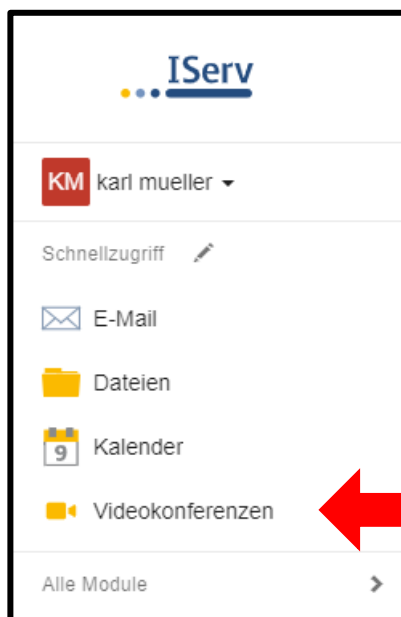 IServ
KM karl mueller
Schnellzugriff
E-Mail
Dateien
9 Kalender
Videokonferenzen
Alle Module